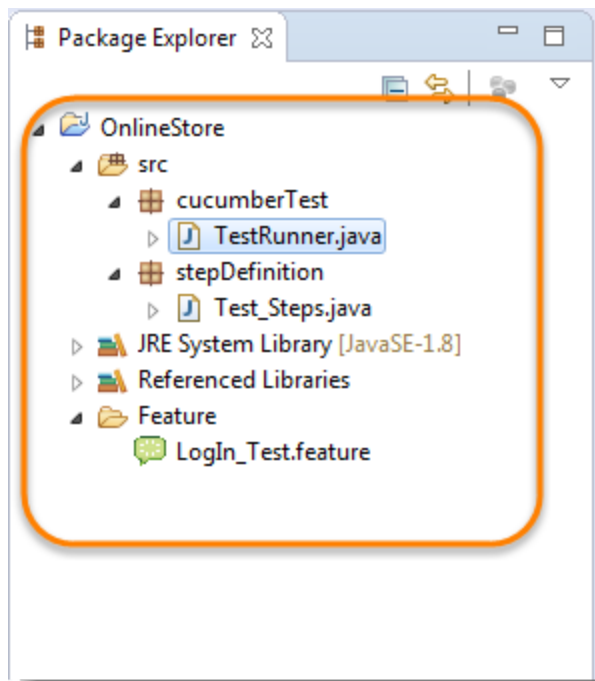 Package Explorer
OnlineStore
src
cucumberTest
TestRunner.java
stepDefinition
Test_Steps.java
JRE System Library [JavaSE-1.8]
Referenced Libraries
Feature
LogIn_Test.feature